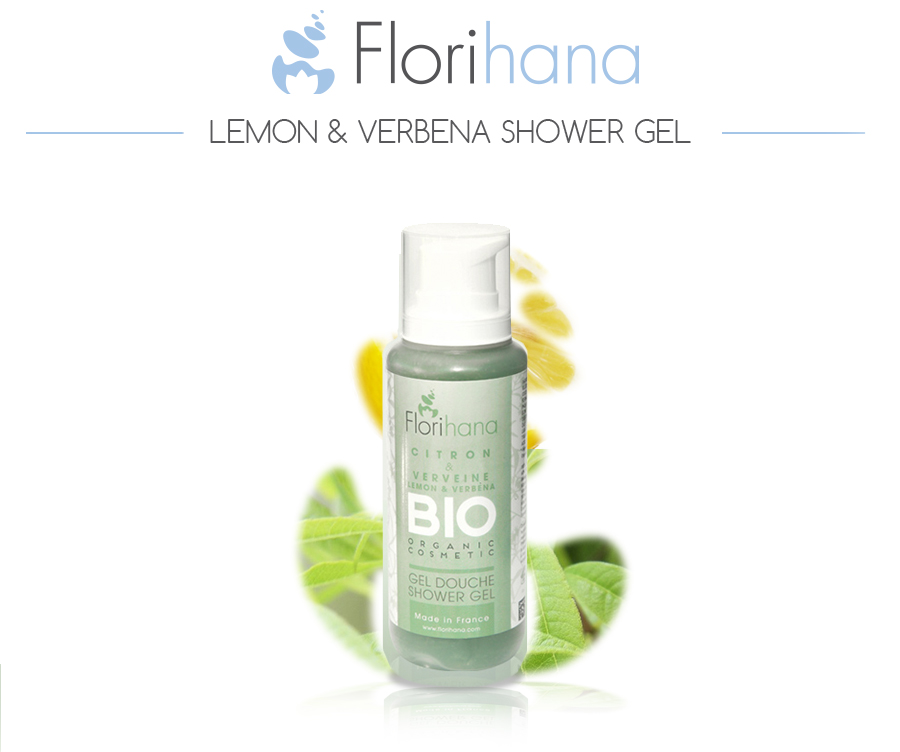 Florihana
LEMON & VERBENA SHOWER GEL
Florihana
CITRON
&
VERVEINE
LEMON & VERBÉNA
BIO
ORGANIC
COSMETIC
GEL DOUCHE
SHOWER GEL
Made in France
www.florihana.com